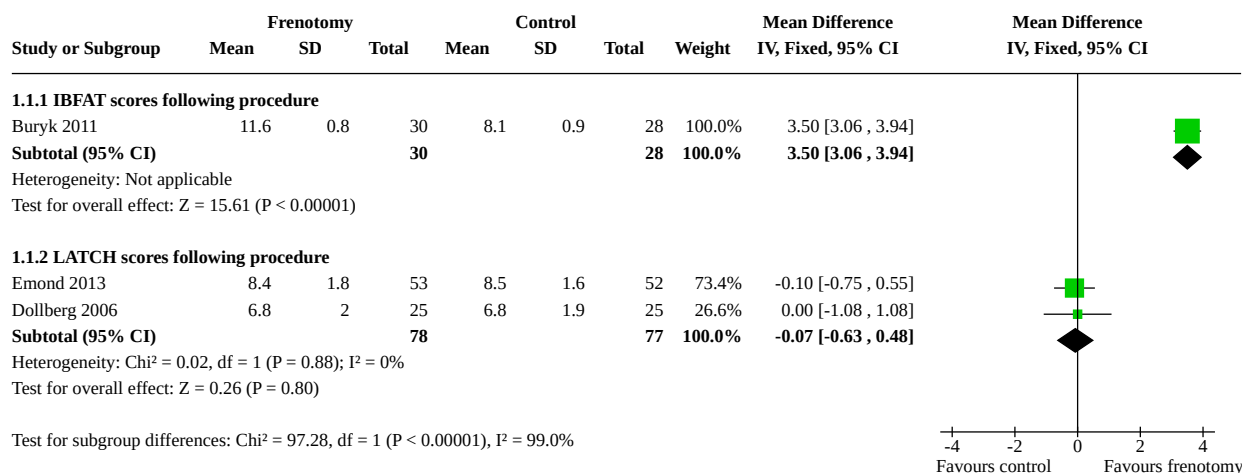 Frenotomy Control Mean Difference Mean Difference
Study or Subgroup Mean SD Total Mean SD Total Weight IV, Fixed, 95% CI IV, Fixed, 95% CI
1.1.1 IBFAT scores following procedure
Buryk 2011 11.6 0.8 30 8.1 0.9 28 100.0% 3.50 [3.06 , 3.94]
Subtotal (95% CI) 30 28 100.0% 3.50 [3.06 , 3.94]
Heterogeneity: Not applicable
Test for overall effect: Z = 15.61 (P < 0.00001)
1.1.2 LATCH scores following procedure
Emond 2013 8.4 1.8 53 8.5 1.6 52 73.4% -0.10 [-0.75 , 0.55]
Dollberg 2006 6.8 2 25 6.8 1.9 25 26.6% 0.00 [-1.08 , 1.08]
Subtotal (95% CI) 78 77 100.0% -0.07 [-0.63 , 0.48]
Heterogeneity: Chi² = 0.02, df = 1 (P = 0.88); I² = 0%
Test for overall effect: Z = 0.26 (P = 0.80)
Test for subgroup differences: Chi² = 97.28, df = 1 (P < 0.00001), I² = 99.0%
-4 -2 0 2 4
Favours control Favours frenotomy